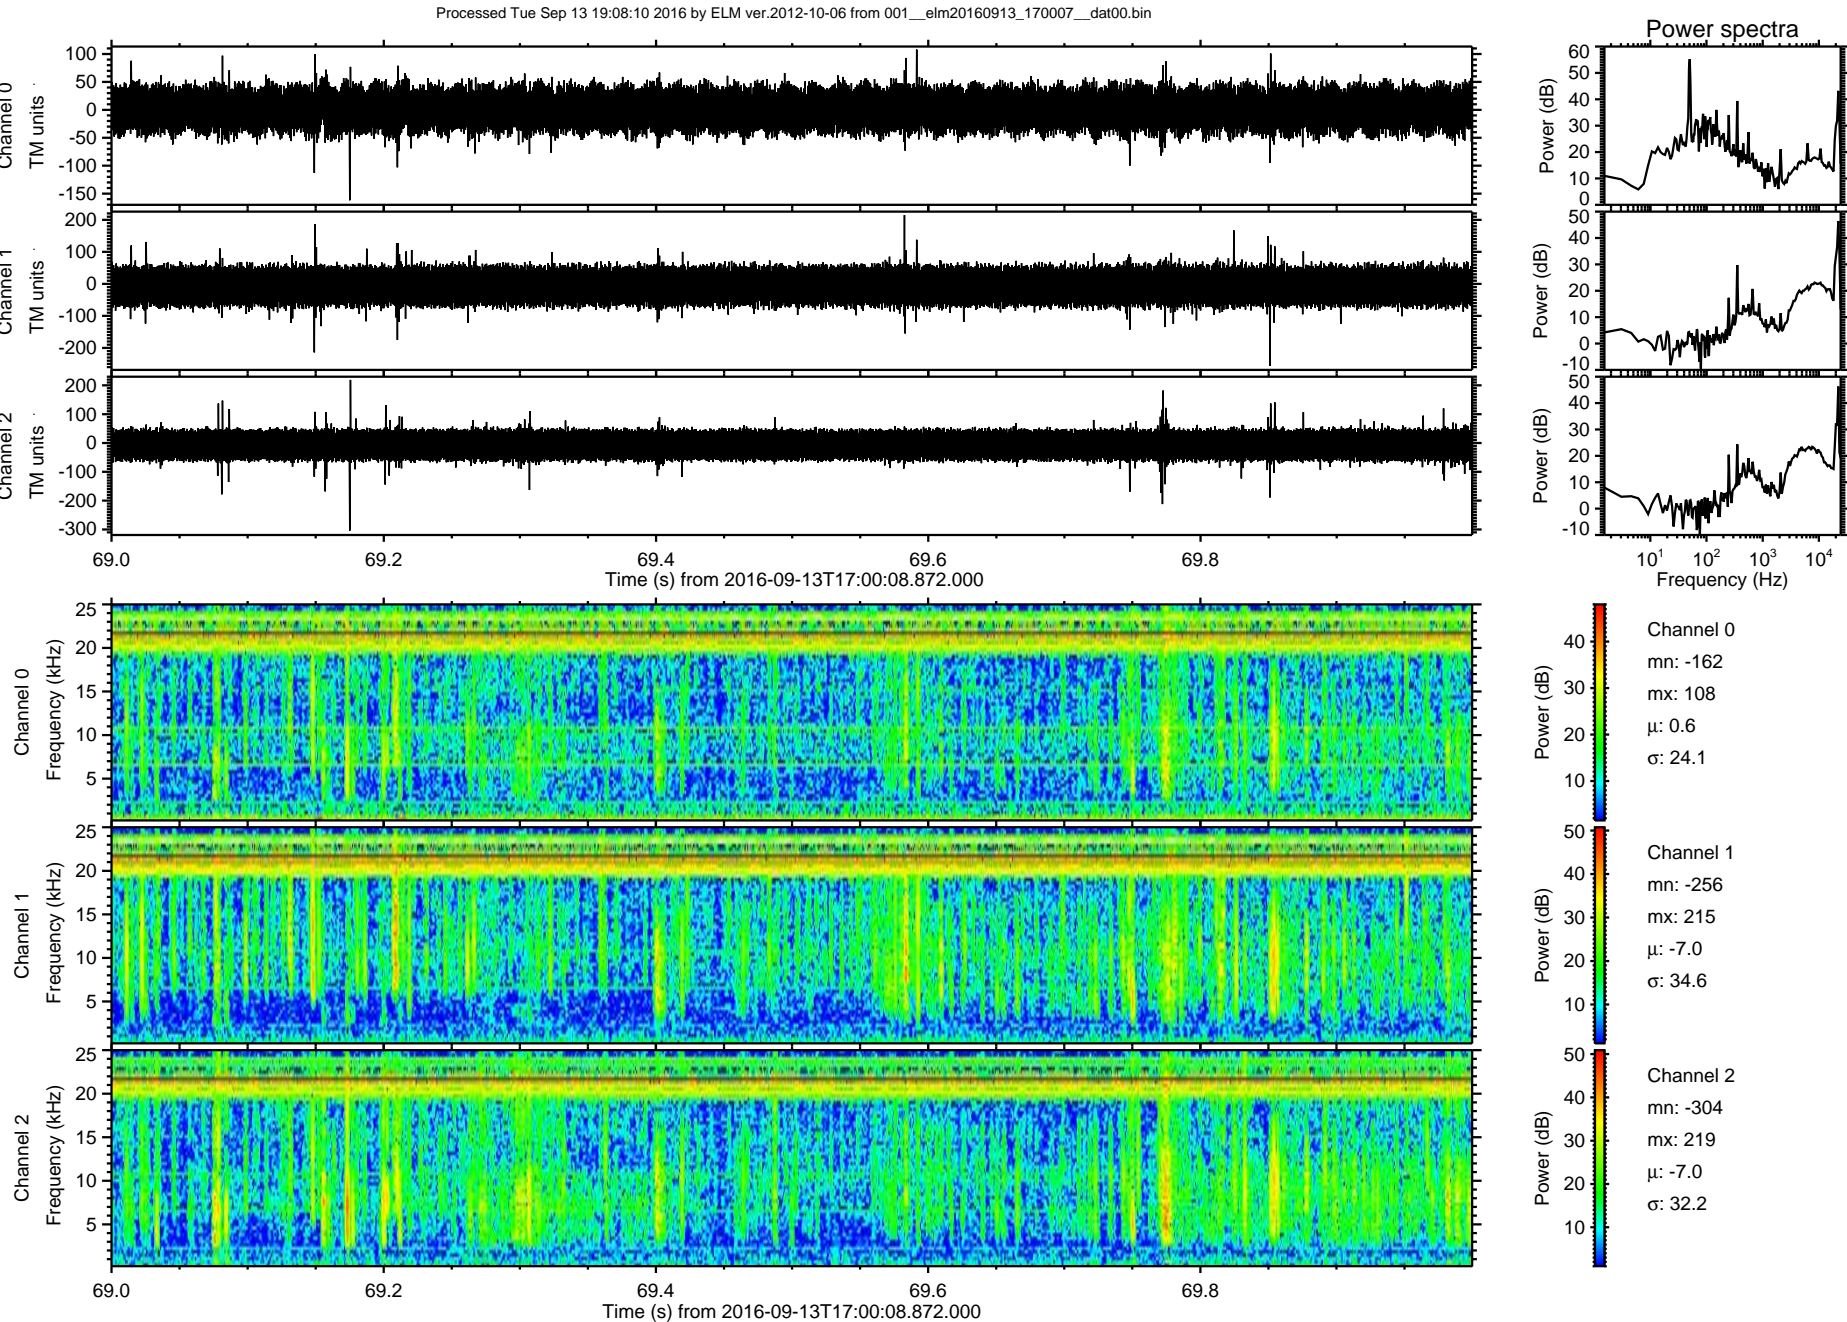 Processed Tue Sep 13 19:08:10 2016 by ELM ver.2012-10-06 from 001__elm20160913_170007__dat00.bin
Power spectra
Channel 0
TM units
100
50
0
-50
-100
-150
Power (dB)
60
50
40
30
20
10
0
Channel 1
TM units
200
100
0
-100
-200
Power (dB)
50
40
30
20
10
0
-10
Channel 2
TM units
200
100
0
-100
-200
-300
Power (dB)
50
40
30
20
10
0
-10
69.0 69.2 69.4 69.6 69.8
Time (s) from 2016-09-13T17:00:08.872.000
10^1 10^2 10^3 10^4
Frequency (Hz)
Channel 0
Frequency (kHz)
25
20
15
10
5
Power (dB)
40
30
20
10
Channel 0
mn: -162
mx: 108
μ: 0.6
σ: 24.1
Channel 1
Frequency (kHz)
25
20
15
10
5
Power (dB)
50
40
30
20
10
Channel 1
mn: -256
mx: 215
μ: -7.0
σ: 34.6
Channel 2
Frequency (kHz)
25
20
15
10
5
Power (dB)
50
40
30
20
10
Channel 2
mn: -304
mx: 219
μ: -7.0
σ: 32.2
69.0 69.2 69.4 69.6 69.8
Time (s) from 2016-09-13T17:00:08.872.000